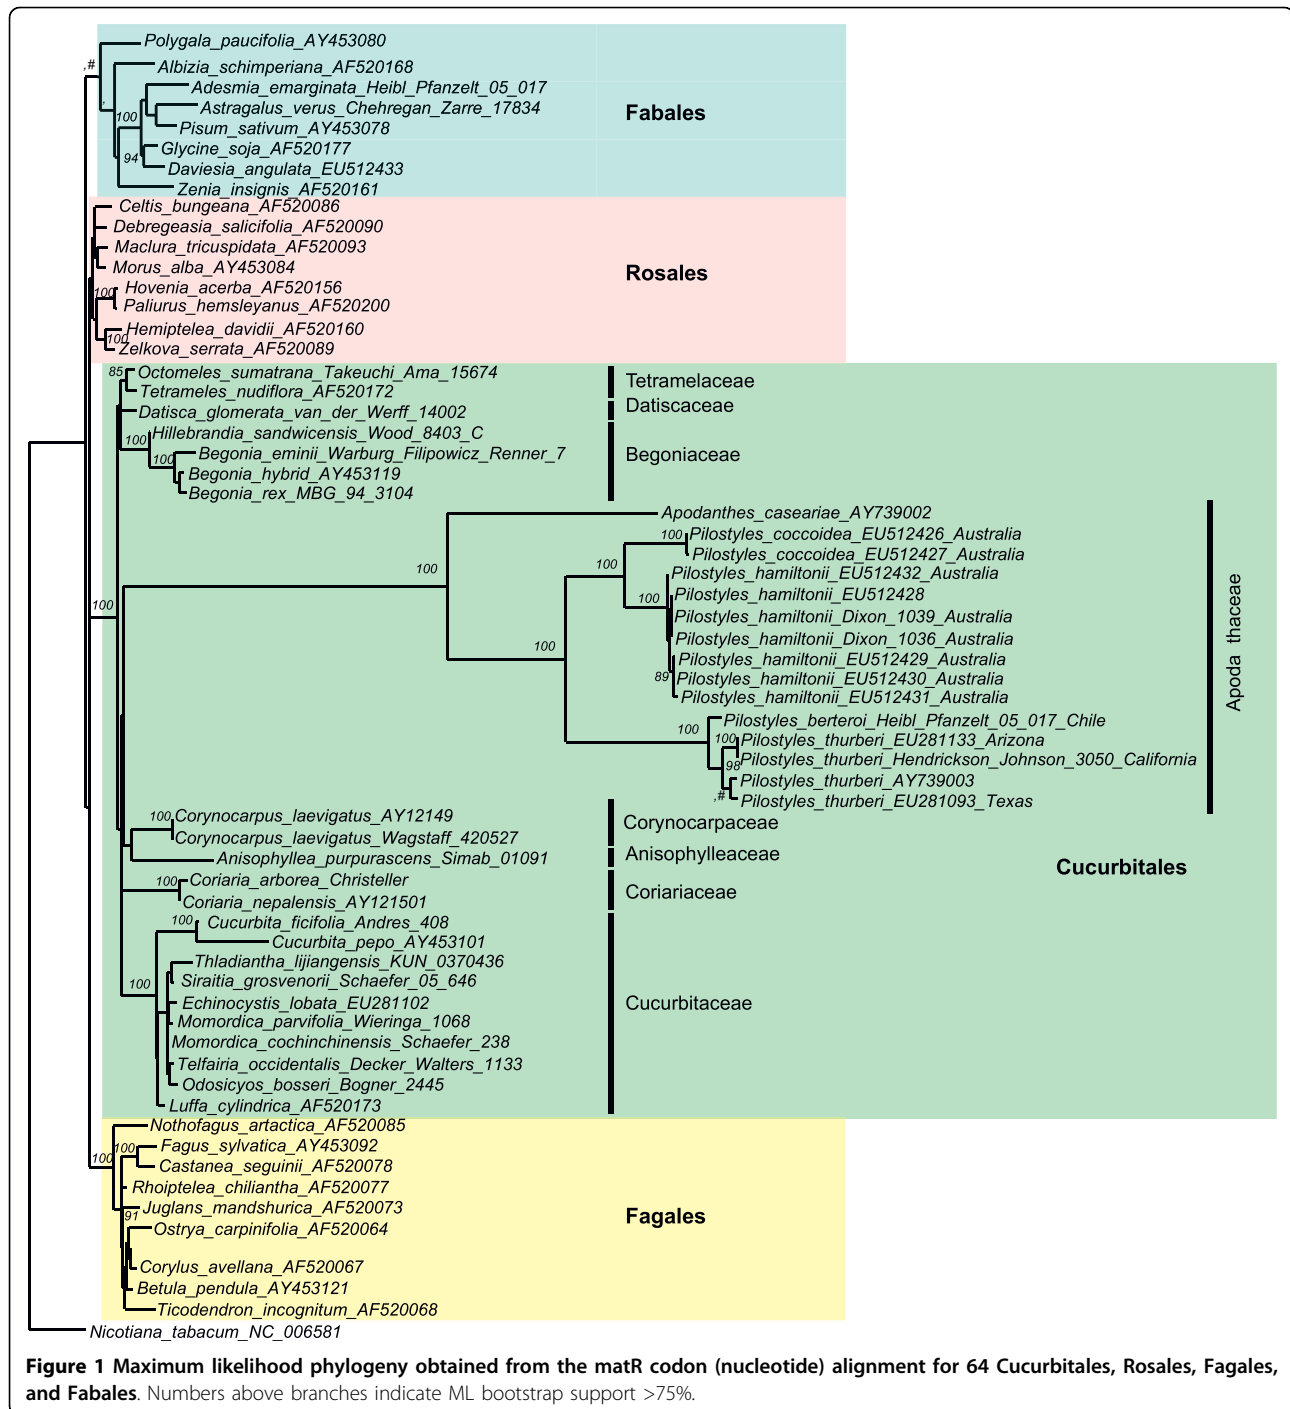 Polygala_paucifolia_AY453080
,#
Albizia_schimperiana_AF520168
Adesmia_emarginata_Heibl_Pfanzelt_05_017
,
Astragalus_verus_Chehregan_Zarre_17834
100
Fabales
Pisum_sativum_AY453078
Glycine_soja_AF520177
94
Daviesia_angulata_EU512433
Zenia_insignis_AF520161
Celtis_bungeana_AF520086
Debregeasia_salicifolia_AF520090
Maclura_tricuspidata_AF520093
Morus_alba_AY453084
Rosales
Hovenia_acerba_AF520156
100
Paliurus_hemsleyanus_AF520200
Hemiptelea_davidii_AF520160
100
Zelkova_serrata_AF520089
85
Octomeles_sumatrana_Takeuchi_Ama_15674
Tetramelaceae
Tetrameles_nudiflora_AF520172
Datisca_glomerata_van_der_Werff_14002
Datiscaceae
100
Hillebrandia_sandwicensis_Wood_8403_C
100
Begonia_eminii_Warburg_Filipowicz_Renner_7
Begoniaceae
Begonia_hybrid_AY453119
Begonia_rex_MBG_94_3104
Apodanthes_caseariae_AY739002
100
Pilostyles_coccoidea_EU512426_Australia
Pilostyles_coccoidea_EU512427_Australia
100
100
Pilostyles_hamiltonii_EU512432_Australia
100
Pilostyles_hamiltonii_EU512428
100
Pilostyles_hamiltonii_Dixon_1039_Australia
Pilostyles_hamiltonii_Dixon_1036_Australia
Apoda thaceae
100
Pilostyles_hamiltonii_EU512429_Australia
89
Pilostyles_hamiltonii_EU512430_Australia
Pilostyles_hamiltonii_EU512431_Australia
100
Pilostyles_berteroi_Heibl_Pfanzelt_05_017_Chile
100
Pilostyles_thurberi_EU281133_Arizona
98
Pilostyles_thurberi_Hendrickson_Johnson_3050_California
Pilostyles_thurberi_AY739003
,#
Pilostyles_thurberi_EU281093_Texas
100
Corynocarpus_laevigatus_AY12149
Corynocarpaceae
Corynocarpus_laevigatus_Wagstaff_420527
Anisophyllea_purpurascens_Simab_01091
Anisophylleaceae
Cucurbitales
100
Coriaria_arborea_Christeller
Coriariaceae
Coriaria_nepalensis_AY121501
100
Cucurbita_ficifolia_Andres_408
Cucurbita_pepo_AY453101
Thladiantha_lijiangensis_KUN_0370436
100
Siraitia_grosvenorii_Schaefer_05_646
Echinocystis_lobata_EU281102
Cucurbitaceae
Momordica_parvifolia_Wieringa_1068
Momordica_cochinchinensis_Schaefer_238
Telfairia_occidentalis_Decker_Walters_1133
Odosicyos_bosseri_Bogner_2445
Luffa_cylindrica_AF520173
Nothofagus_artactica_AF520085
100
Fagus_sylvatica_AY453092
100
Castanea_seguinii_AF520078
Rhoiptelea_chiliantha_AF520077
Juglans_mandshurica_AF520073
91
Fagales
Ostrya_carpinifolia_AF520064
Corylus_avellana_AF520067
Betula_pendula_AY453121
Ticodendron_incognitum_AF520068
Nicotiana_tabacum_NC_006581
Figure 1 Maximum likelihood phylogeny obtained from the matR codon (nucleotide) alignment for 64 Cucurbitales, Rosales, Fagales,
and Fabales. Numbers above branches indicate ML bootstrap support >75%.